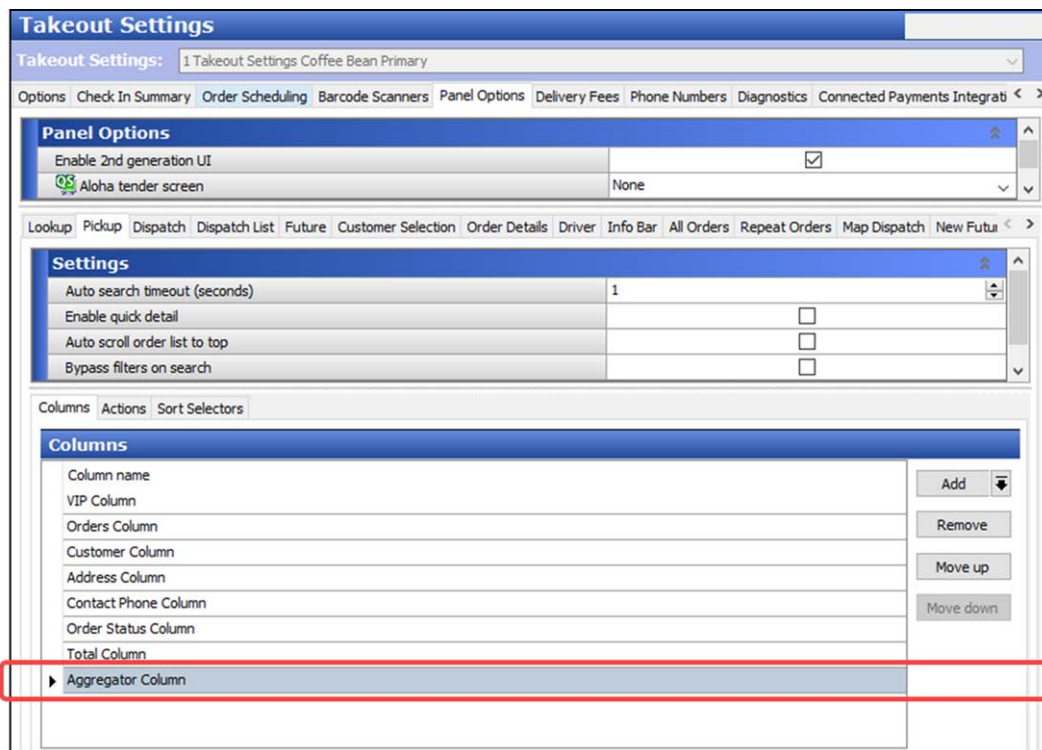 Takeout Settings
Takeout Settings: 1 Takeout Settings Coffee Bean Primary
Options Check In Summary Order Scheduling Barcode Scanners Panel Options Delivery Fees Phone Numbers Diagnostics Connected Payments Integrati
Panel Options
Enable 2nd generation UI
QS Aloha tender screen None
Lookup Pickup Dispatch Dispatch List Future Customer Selection Order Details Driver Info Bar All Orders Repeat Orders Map Dispatch New Futu
Settings
Auto search timeout (seconds) 1
Enable quick detail
Auto scroll order list to top
Bypass filters on search
Columns Actions Sort Selectors
Columns
Column name
Add
VIP Column
Orders Column
Remove
Customer Column
Address Column
Move up
Contact Phone Column
Move down
Order Status Column
Total Column
Aggregator Column